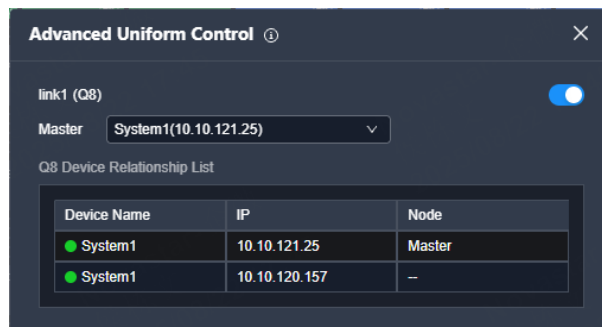 Advanced Uniform Control
link1 (Q8)
Master System1(10.10.121.25)
Q8 Device Relationship List
Device Name IP Node
System1 10.10.121.25 Master
System1 10.10.120.157 --